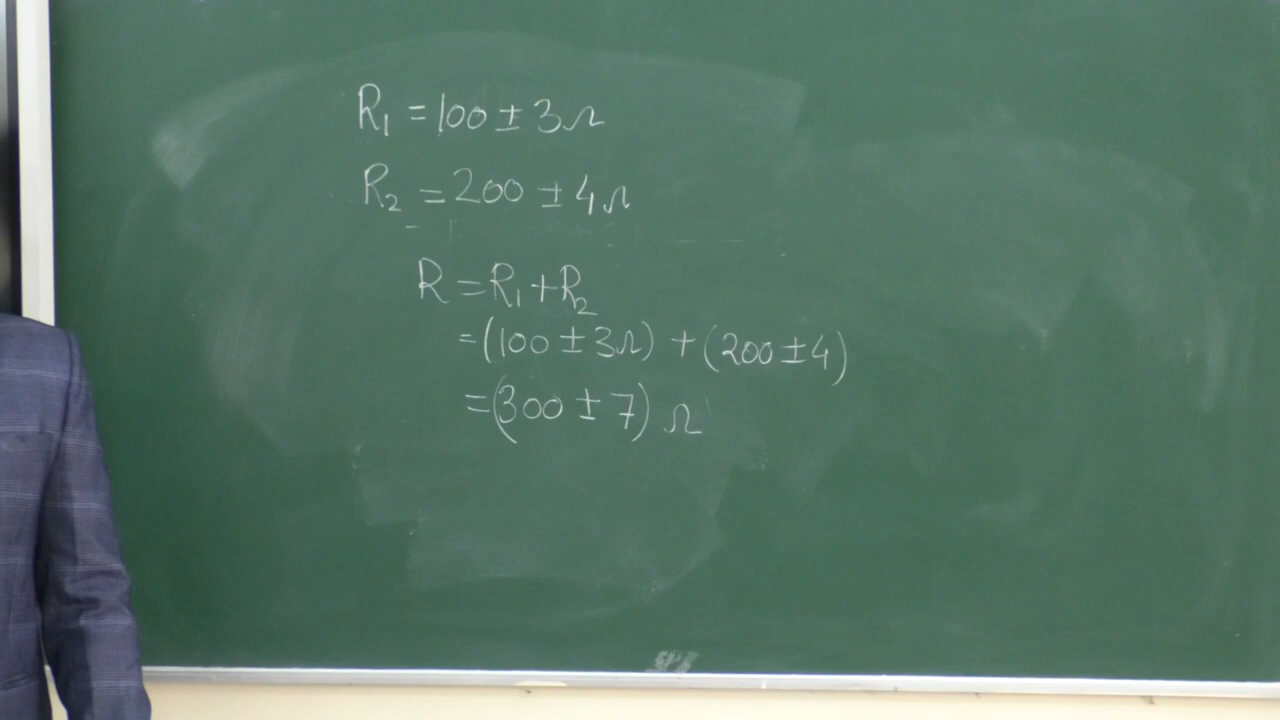 R₁ = 100 ± 3Ω
R₂ = 200 ± 4Ω
R = R₁ + R₂
= (100 ± 3Ω) + (200 ± 4)
= (300 ± 7) Ω